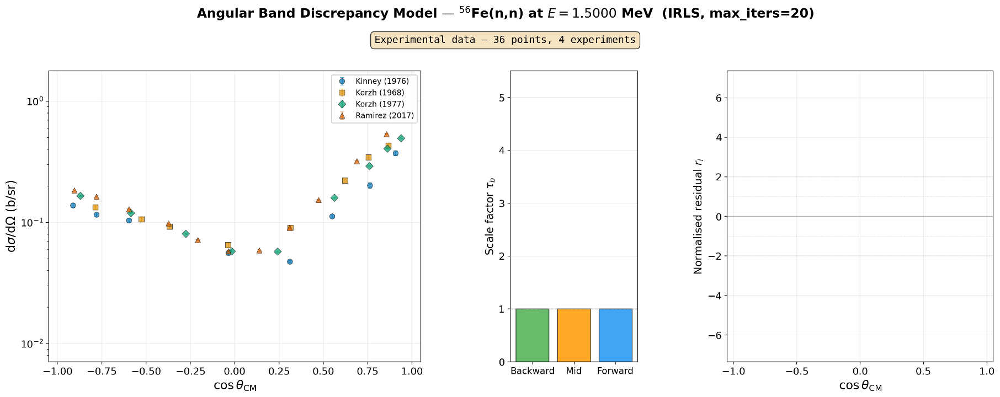 Angular Band Discrepancy Model — ⁵⁶Fe(n,n) at E = 1.5000 MeV (IRLS, max_iters=20)
Experimental data — 36 points, 4 experiments
dσ/dΩ (b/sr)
10⁰
10⁻¹
10⁻²
Kinney (1976)
Korzh (1968)
Korzh (1977)
Ramirez (2017)
−1.00 −0.75 −0.50 −0.25 0.00 0.25 0.50 0.75 1.00
cos θ_CM
Scale factor τ_b
5
4
3
2
1
0
Backward Mid Forward
Normalised residual r_i
6
4
2
0
−2
−4
−6
−1.0 −0.5 0.0 0.5 1.0
cos θ_CM